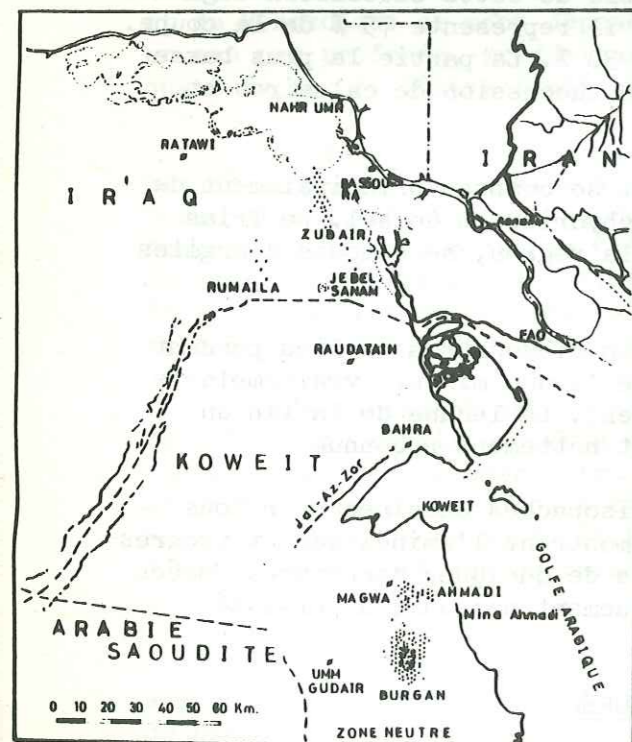 NAHR UMR
RATAWI
I R A N
I R A Q
ZUBAIR
JEBEL
SANAM
RUMAILA
FAO
RAUDATAIN
BAHRA
KOWEIT
Jal-Az Zor
KOWEIT
GOLFE ARABIQUE
MAGWA
AHMADI
Mina Ahmadi
ARABIE
SAOUDITE
UMM
GUDAIR
BURGAN
0 10 20 30 40 50 60 Km.
ZONE NEUTRE